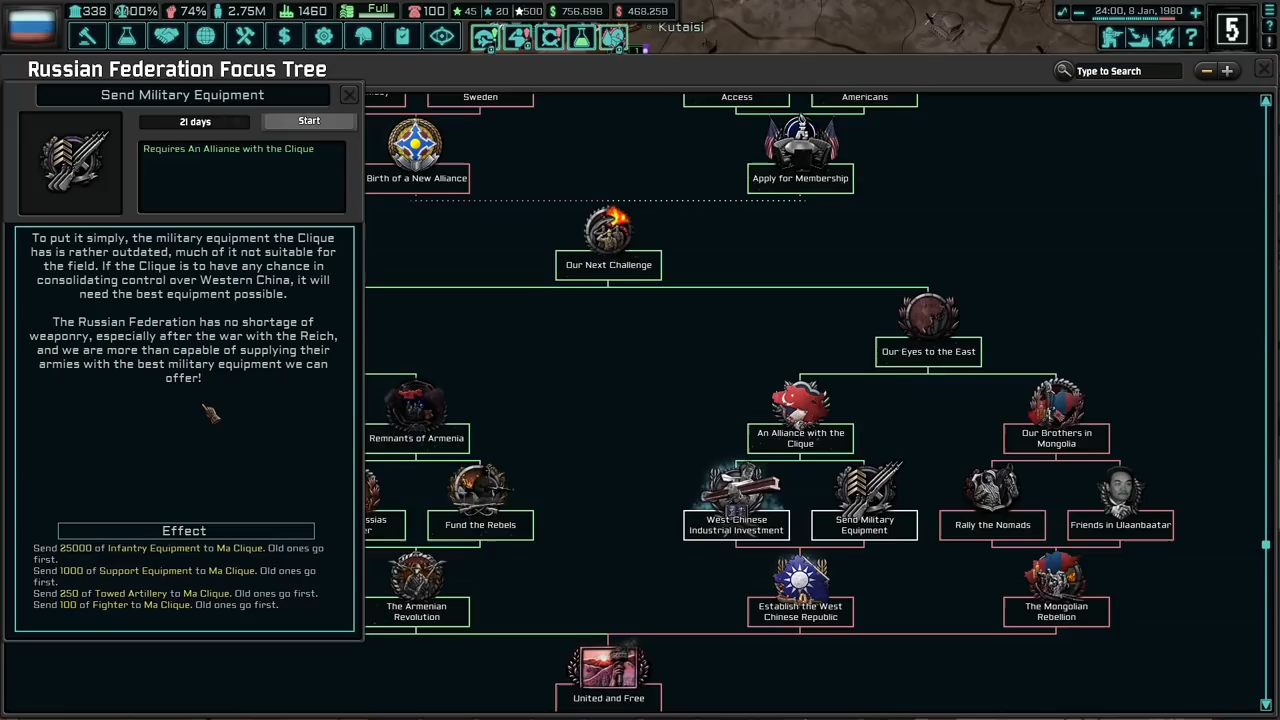 338 100% 74% 2.75M 1460 Full 100 45 20 500 756.698 468.258
24:00, 8 Jan, 1980
5
Kutaisi
Russian Federation Focus Tree
Type to Search
Send Military Equipment
21 days
Start
Requires An Alliance with the Clique
To put it simply, the military equipment the Clique
has is rather outdated, much of it not suitable for
the field. If the Clique is to have any chance in
consolidating control over Western China, it will
need the best equipment possible.
The Russian Federation has no shortage of
weaponry, especially after the war with the Reich,
and we are more than capable of supplying their
armies with the best military equipment we can
offer!
Effect
Send 25000 of Infantry Equipment to Ma Clique. Old ones go
first.
Send 1000 of Support Equipment to Ma Clique. Old ones go
first.
Send 250 of Towed Artillery to Ma Clique. Old ones go first.
Send 100 of Fighter to Ma Clique. Old ones go first.
Sweden
Access
Americans
Birth of a New Alliance
Apply for Membership
Our Next Challenge
Our Eyes to the East
Remnants of Armenia
An Alliance with the
Clique
Our Brothers in
Mongolia
Fund the Rebels
West Chinese
Industrial Investment
Send Military
Equipment
Rally the Nomads
Friends in Ulaanbaatar
The Armenian
Revolution
Establish the West
Chinese Republic
The Mongolian
Rebellion
United and Free